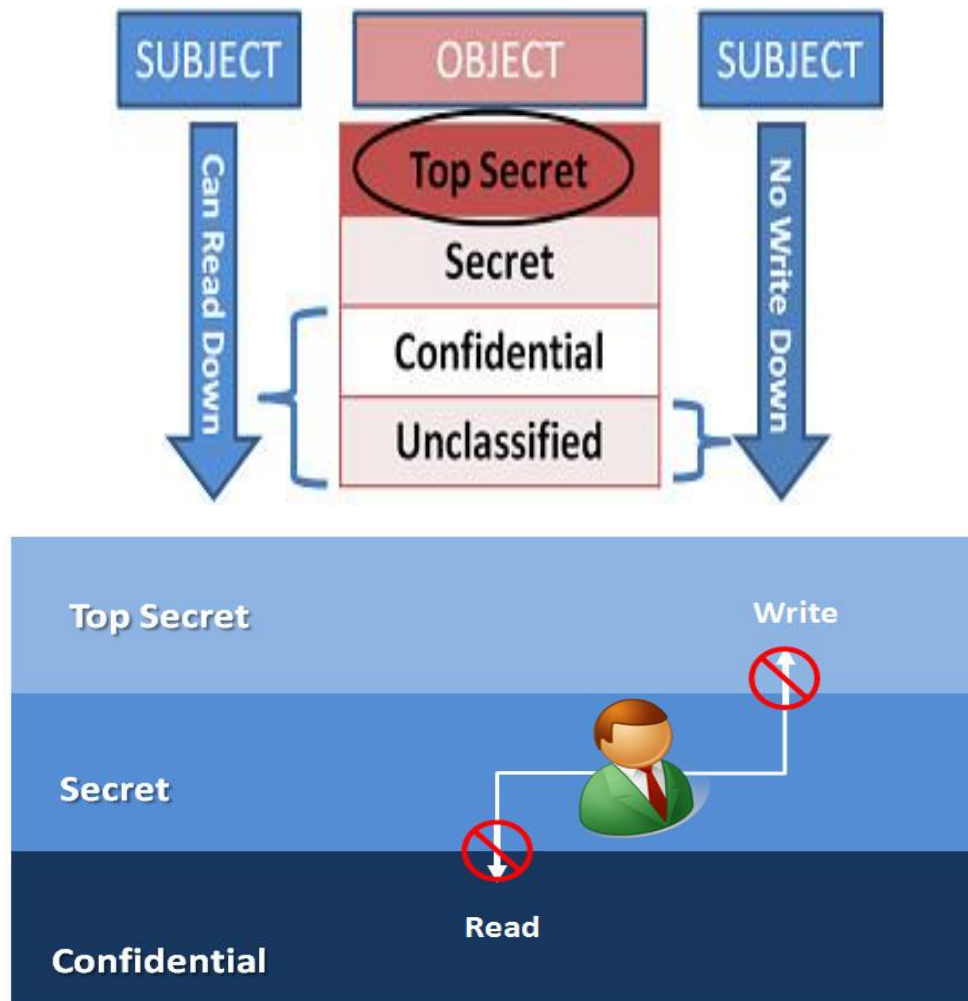 SUBJECT
OBJECT
SUBJECT
Can Read Down
Top Secret
Secret
Confidential
Unclassified
No Write Down
Top Secret
Write
Secret
Read
Confidential